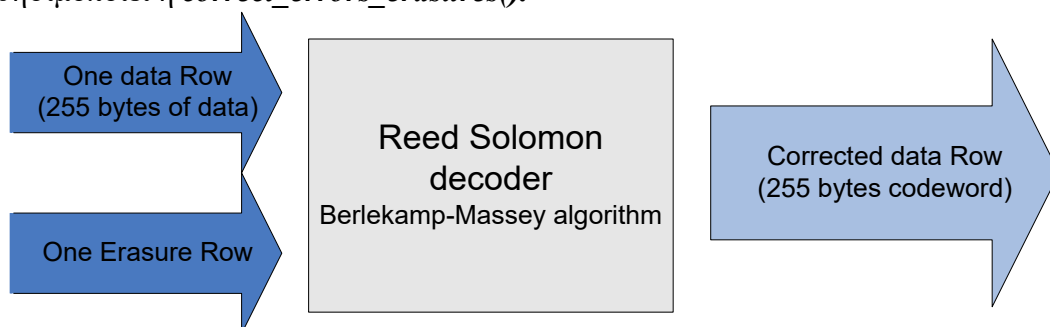 η correct_errors_erasures().
One data Row
(255 bytes of data)
One Erasure Row
Reed Solomon
decoder
Berlekamp-Massey algorithm
Corrected data Row
(255 bytes codeword)